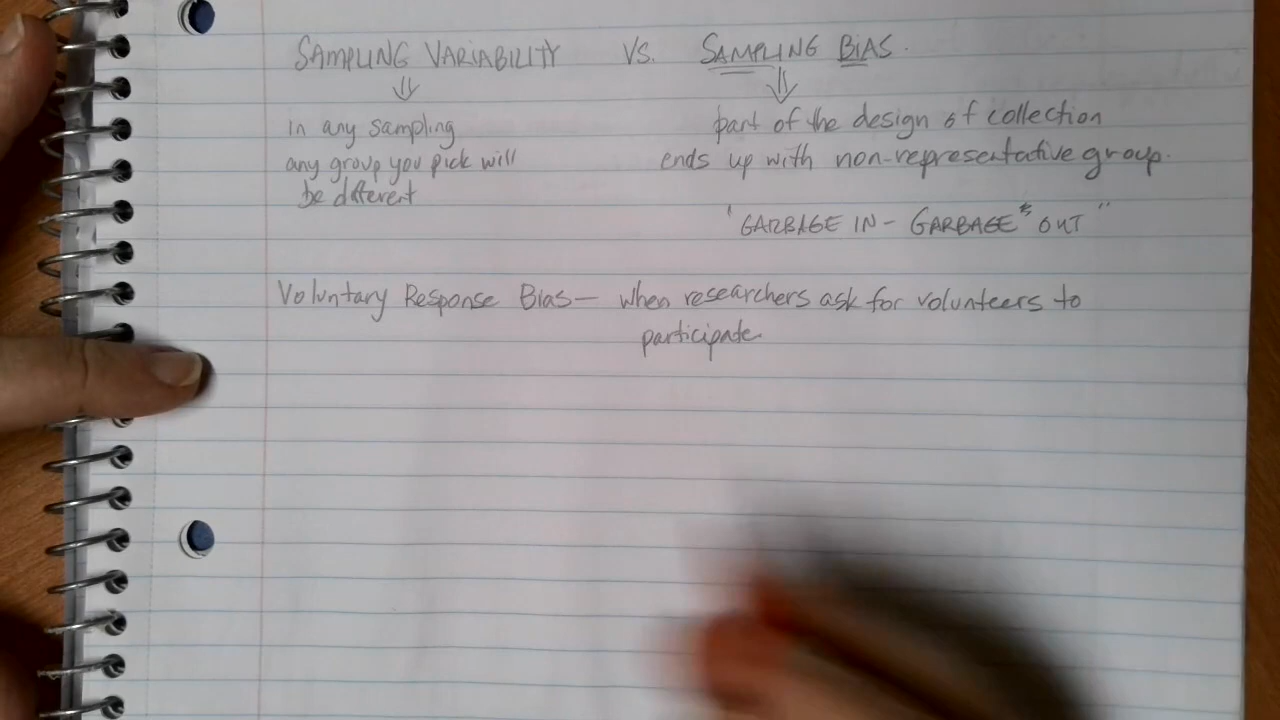 SAMPLING VARIABILITY VS. SAMPLING BIAS.
in any sampling
any group you pick will
be different
part of the design of collection
ends up with non-representative group.
"GARBAGE IN - GARBAGE OUT"
Voluntary Response Bias - when researchers ask for volunteers to
participate